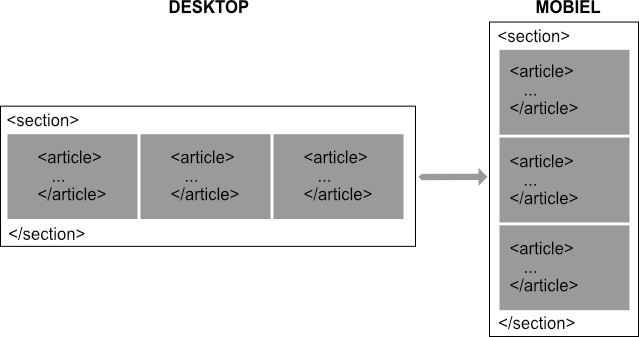 DESKTOP
<section>
<article>
...
</article>
<article>
...
</article>
<article>
...
</article>
</section>
MOBIEL
<section>
<article>
...
</article>
<article>
...
</article>
<article>
...
</article>
</section>